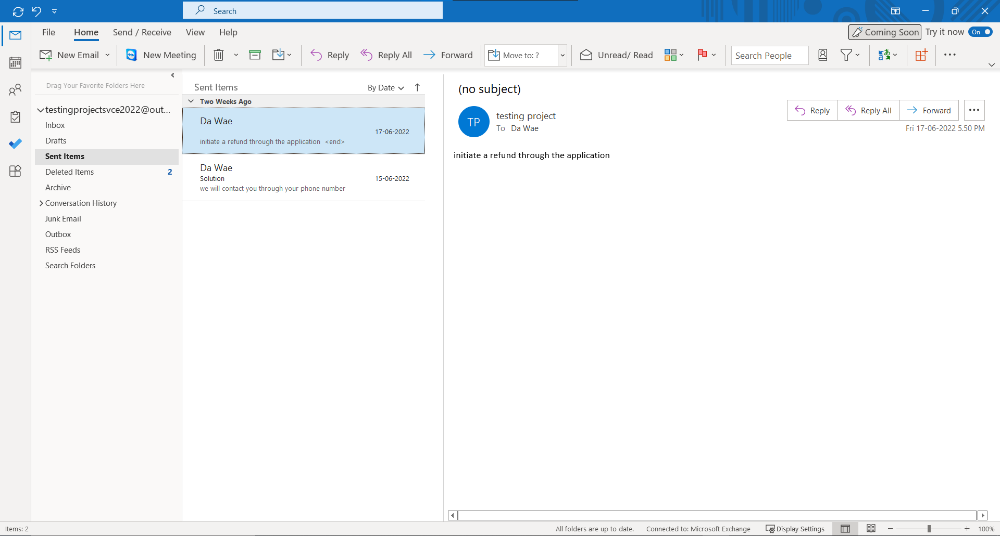 Search
File Home Send / Receive View Help
Coming Soon Try it now On
New Email New Meeting Reply Reply All Forward Move to: ? Unread/ Read Search People
Drag Your Favorite Folders Here
testingprojectsvce2022@out...
Inbox
Drafts
Sent Items
Deleted Items 2
Archive
Conversation History
Junk Email
Outbox
RSS Feeds
Search Folders
Sent Items By Date
Two Weeks Ago
Da Wae
17-06-2022
initiate a refund through the application <end>
Da Wae
Solution 15-06-2022
we will contact you through your phone number
(no subject)
TP
testing project
To Da Wae
Reply Reply All Forward
Fri 17-06-2022 5.50 PM
initiate a refund through the application
Items: 2 All folders are up to date. Connected to: Microsoft Exchange Display Settings 100%